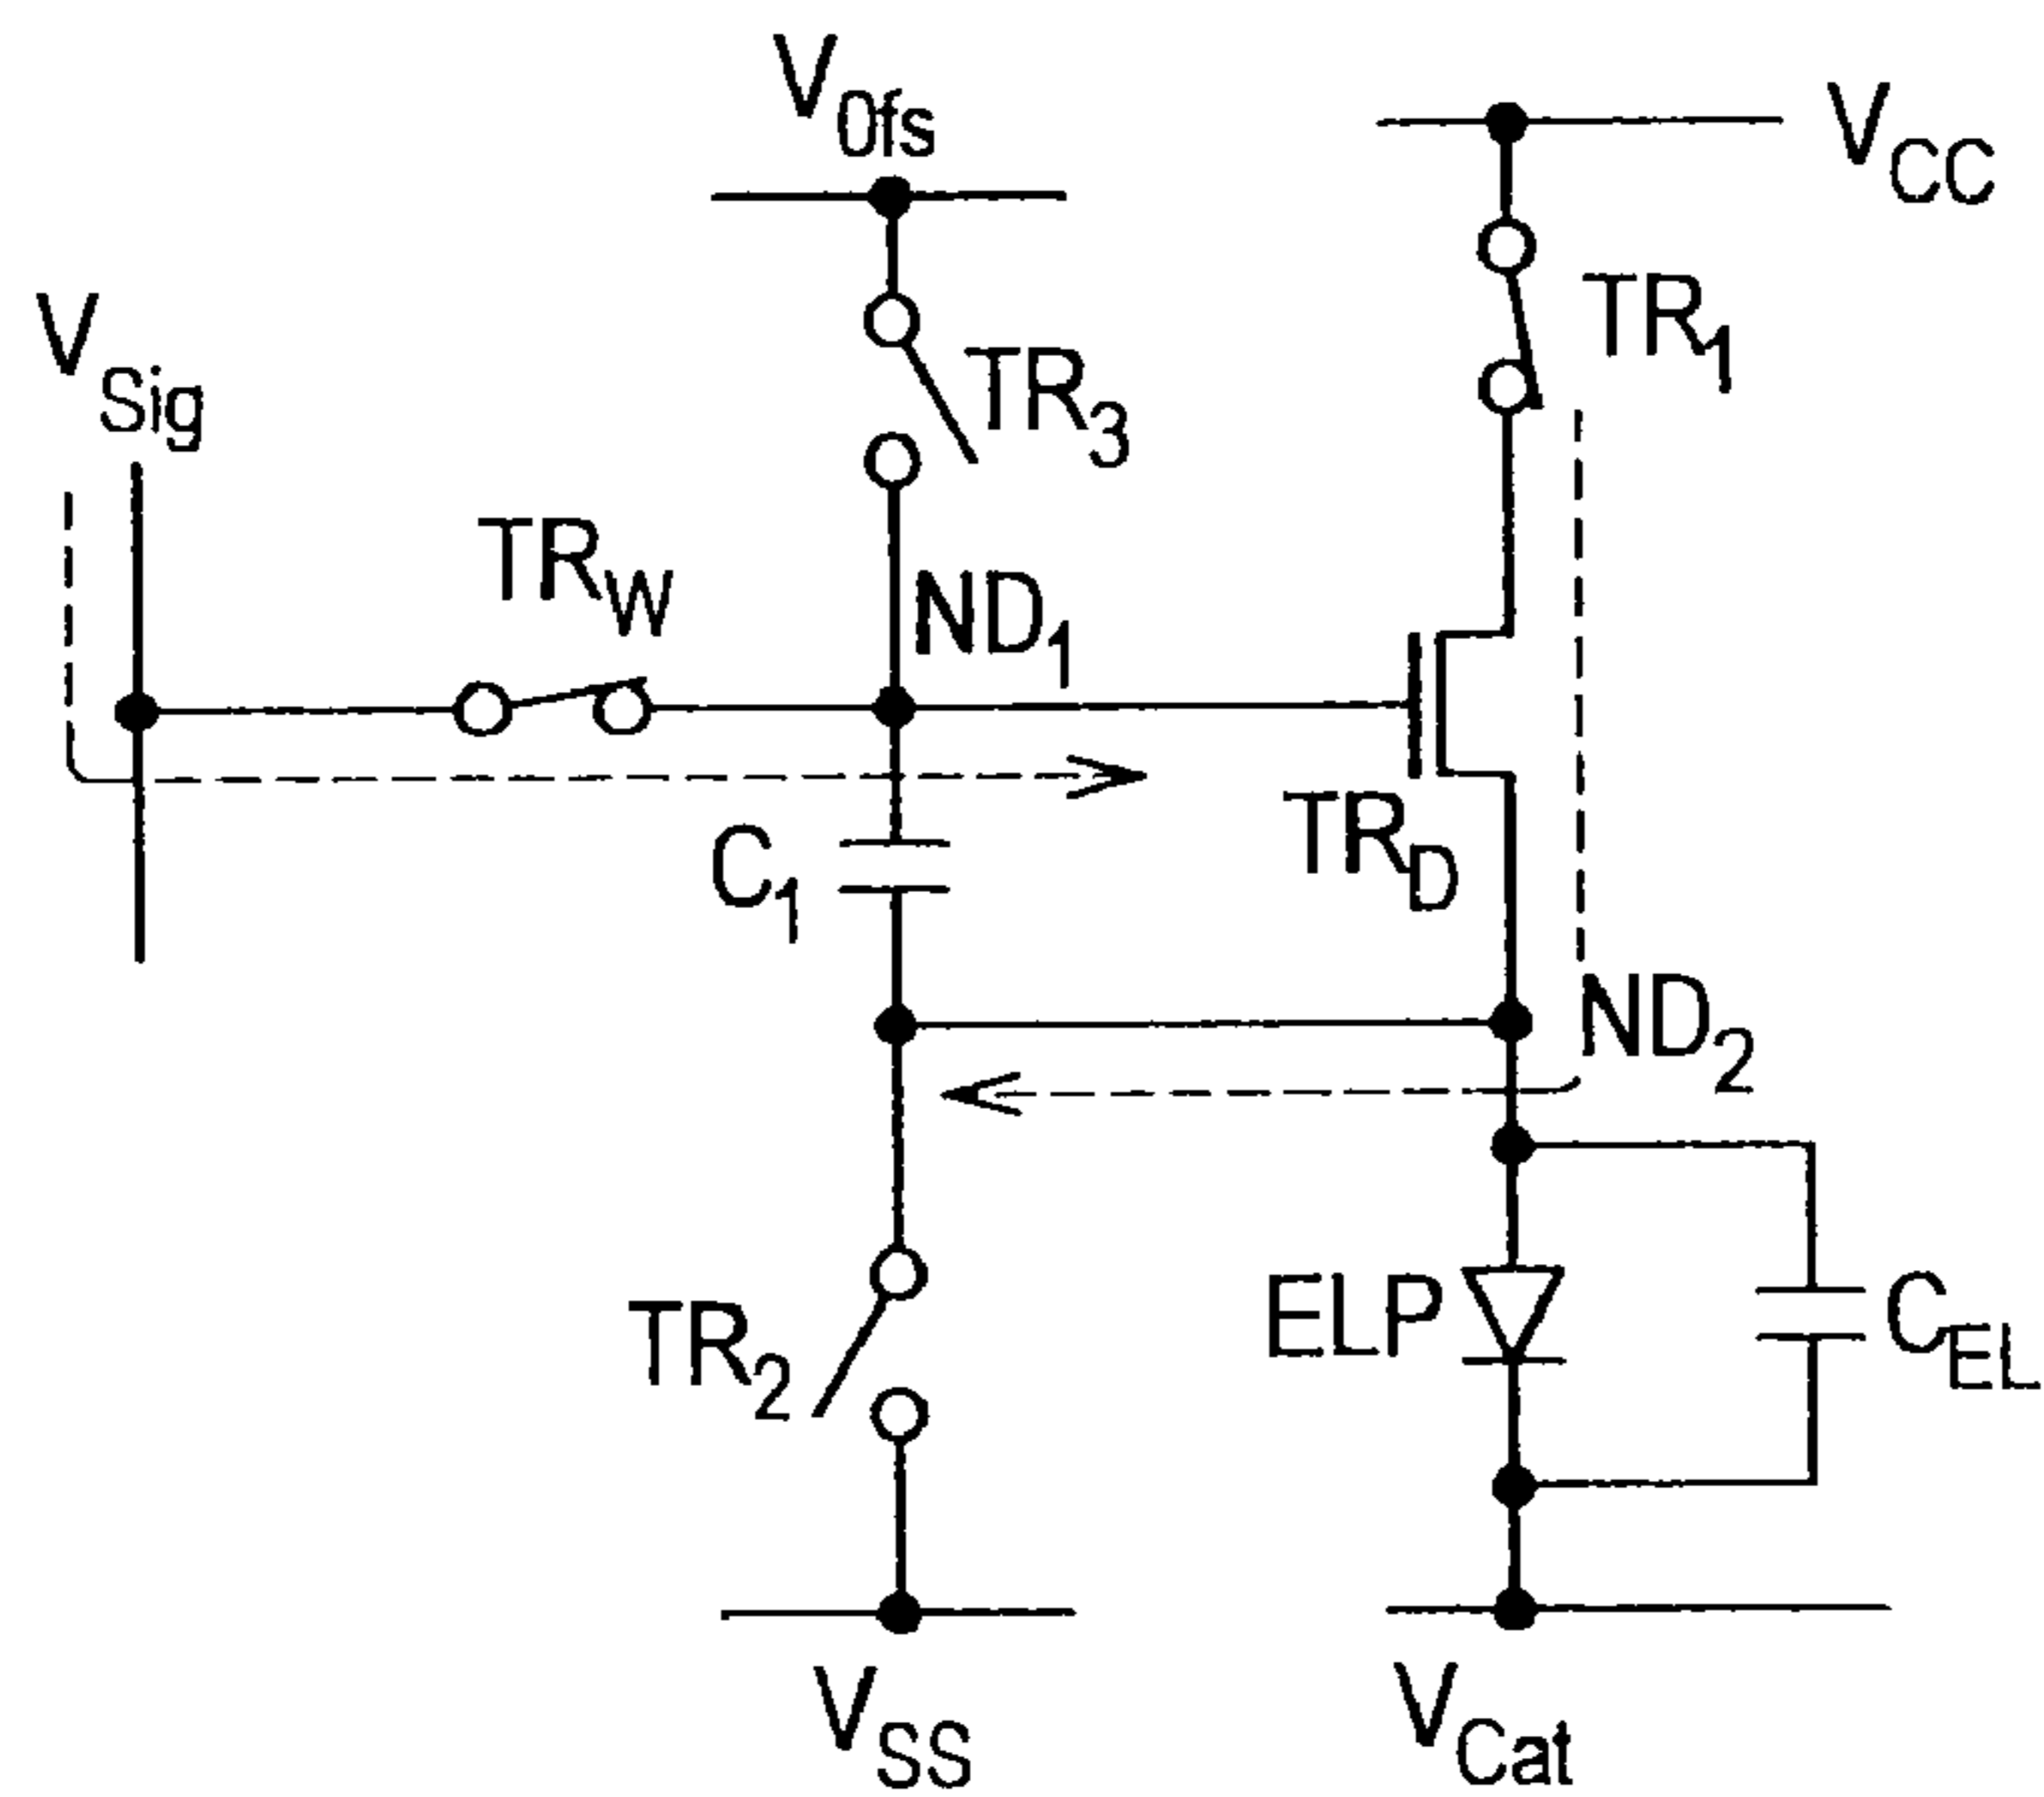 V0fs
VCC
VSig
TR3
TR1
TRW
ND1
C1
TRD
ND2
TR2
ELP
CEL
VSS
VCat